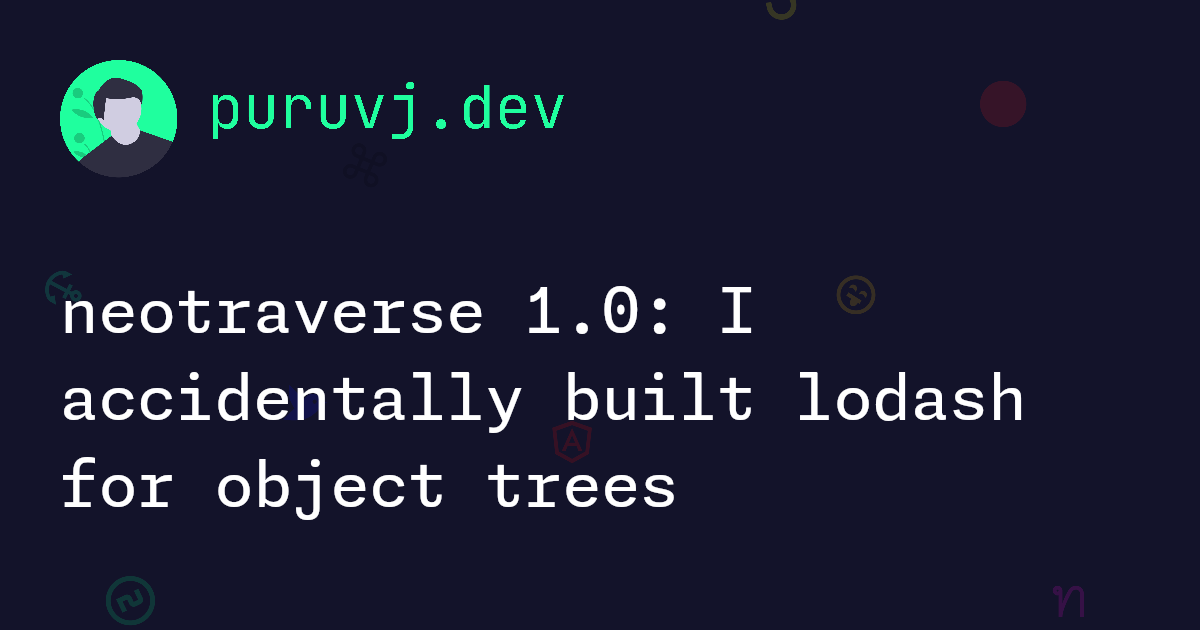 puruvj.dev
neotraverse 1.0: I
accidentally built lodash
for object trees